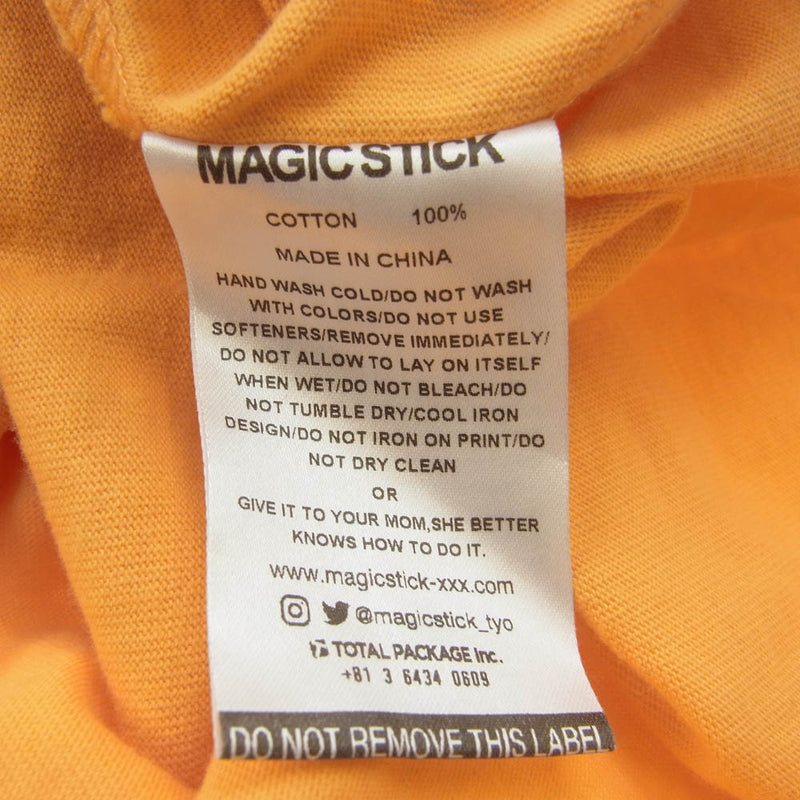 MAGIC STICK
COTTON 100%
MADE IN CHINA
HAND WASH COLD/DO NOT WASH
WITH COLORS/DO NOT USE
SOFTENERS/REMOVE IMMEDIATELY/
DO NOT ALLOW TO LAY ON ITSELF
WHEN WET/DO NOT BLEACH/DO
NOT TUMBLE DRY/COOL IRON
DESIGN/DO NOT IRON ON PRINT/DO
NOT DRY CLEAN
OR
GIVE IT TO YOUR MOM,SHE BETTER
KNOWS HOW TO DO IT.
www.magicstick-xxx.com
@magicstick_tyo
TOTAL PACKAGE Inc.
+81 3 6434 0609
DO NOT REMOVE THIS LABEL